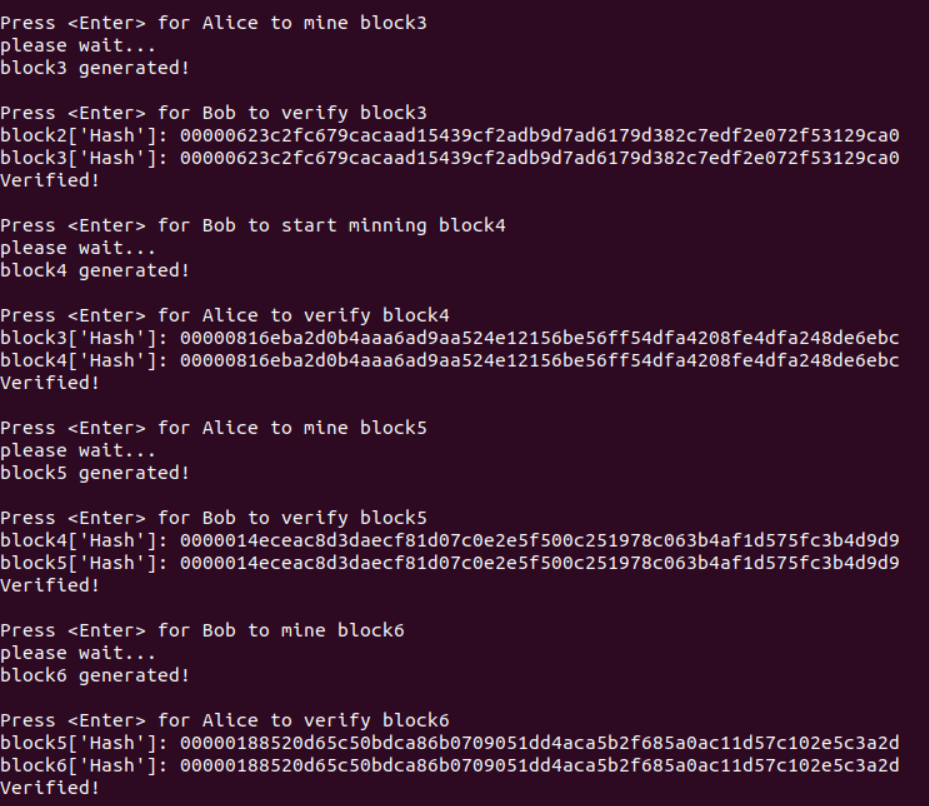 Press <Enter> for Alice to mine block3
please wait...
block3 generated!
Press <Enter> for Bob to verify block3
block2['Hash']: 00000623c2fc679cacaad15439cf2adb9d7ad6179d382c7edf2e072f53129ca0
block3['Hash']: 00000623c2fc679cacaad15439cf2adb9d7ad6179d382c7edf2e072f53129ca0
Verified!
Press <Enter> for Bob to start minning block4
please wait...
block4 generated!
Press <Enter> for Alice to verify block4
block3['Hash']: 00000816eba2d0b4aaa6ad9aa524e12156be56ff54dfa4208fe4dfa248de6ebc
block4['Hash']: 00000816eba2d0b4aaa6ad9aa524e12156be56ff54dfa4208fe4dfa248de6ebc
Verified!
Press <Enter> for Alice to mine block5
please wait...
block5 generated!
Press <Enter> for Bob to verify block5
block4['Hash']: 0000014eceac8d3daecf81d07c0e2e5f500c251978c063b4af1d575fc3b4d9d9
block5['Hash']: 0000014eceac8d3daecf81d07c0e2e5f500c251978c063b4af1d575fc3b4d9d9
Verified!
Press <Enter> for Bob to mine block6
please wait...
block6 generated!
Press <Enter> for Alice to verify block6
block5['Hash']: 00000188520d65c50bdca86b0709051dd4aca5b2f685a0ac11d57c102e5c3a2d
block6['Hash']: 00000188520d65c50bdca86b0709051dd4aca5b2f685a0ac11d57c102e5c3a2d
Verified!